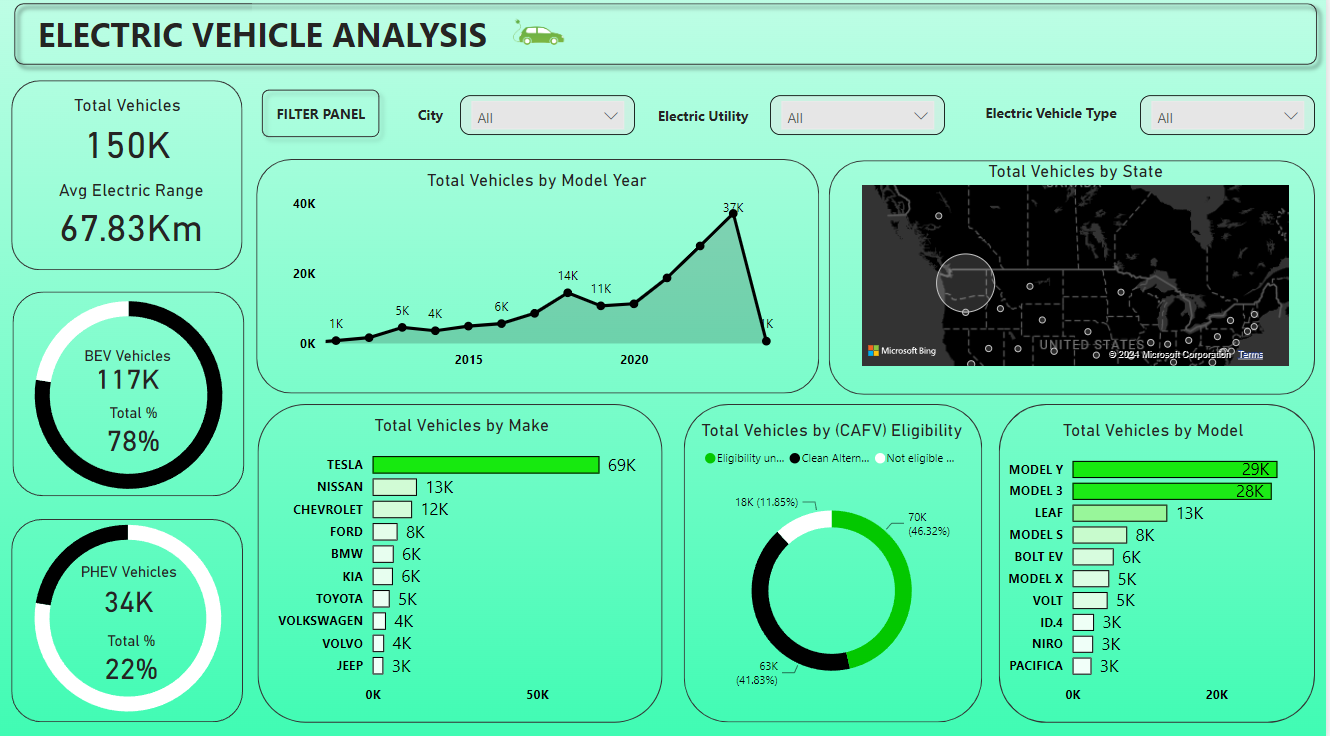 ELECTRIC VEHICLE ANALYSIS
Total Vehicles
150K
Avg Electric Range
67.83Km
FILTER PANEL
City
All
Electric Utility
All
Electric Vehicle Type
All
BEV Vehicles
117K
Total %
78%
PHEV Vehicles
34K
Total %
22%
Total Vehicles by Model Year
40K
20K
0K
1K
5K
4K
6K
14K
11K
37K
1K
2015
2020
Total Vehicles by State
CANADA
UNITED STATES
Microsoft Bing
© 2024 Microsoft Corporation Terms
Total Vehicles by Make
TESLA 69K
NISSAN 13K
CHEVROLET 12K
FORD 8K
BMW 6K
KIA 6K
TOYOTA 5K
VOLKSWAGEN 4K
VOLVO 4K
JEEP 3K
0K 50K
Total Vehicles by (CAFV) Eligibility
Eligibility un... Clean Altern... Not eligible ...
18K (11.85%)
70K
(46.32%)
63K
(41.83%)
Total Vehicles by Model
MODEL Y 29K
MODEL 3 28K
LEAF 13K
MODEL S 8K
BOLT EV 6K
MODEL X 5K
VOLT 5K
ID.4 3K
NIRO 3K
PACIFICA 3K
0K 20K